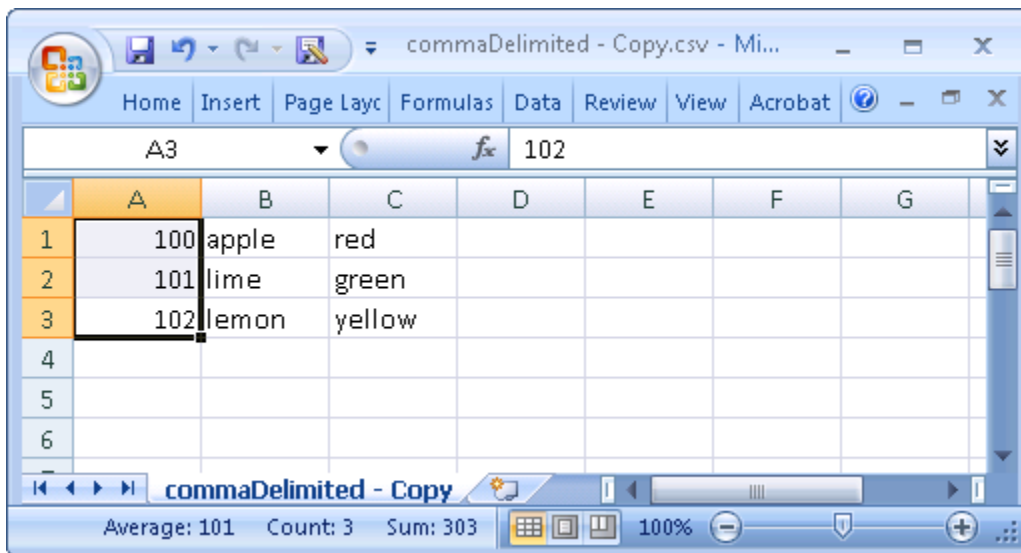 commaDelimited - Copy.csv - Mi...
Home Insert Page Layc Formulas Data Review View Acrobat
A3 fx 102
A B C D E F G
1 100 apple red
2 101 lime green
3 102 lemon yellow
4
5
6
commaDelimited - Copy
Average: 101 Count: 3 Sum: 303 100%